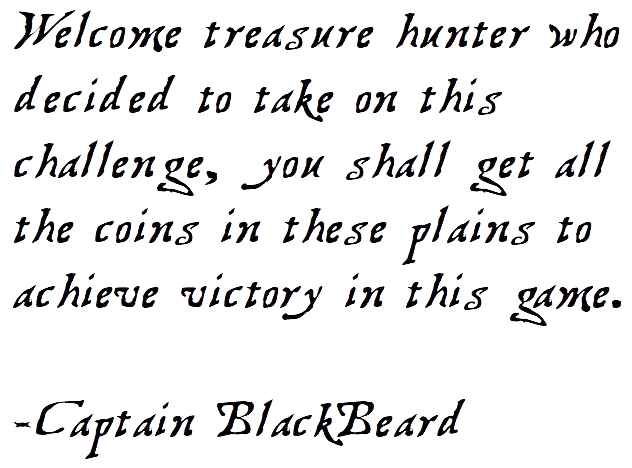 Welcome treasure hunter who
decided to take on this
challenge, you shall get all
the coins in these plains to
achieve victory in this game.
-Captain BlackBeard